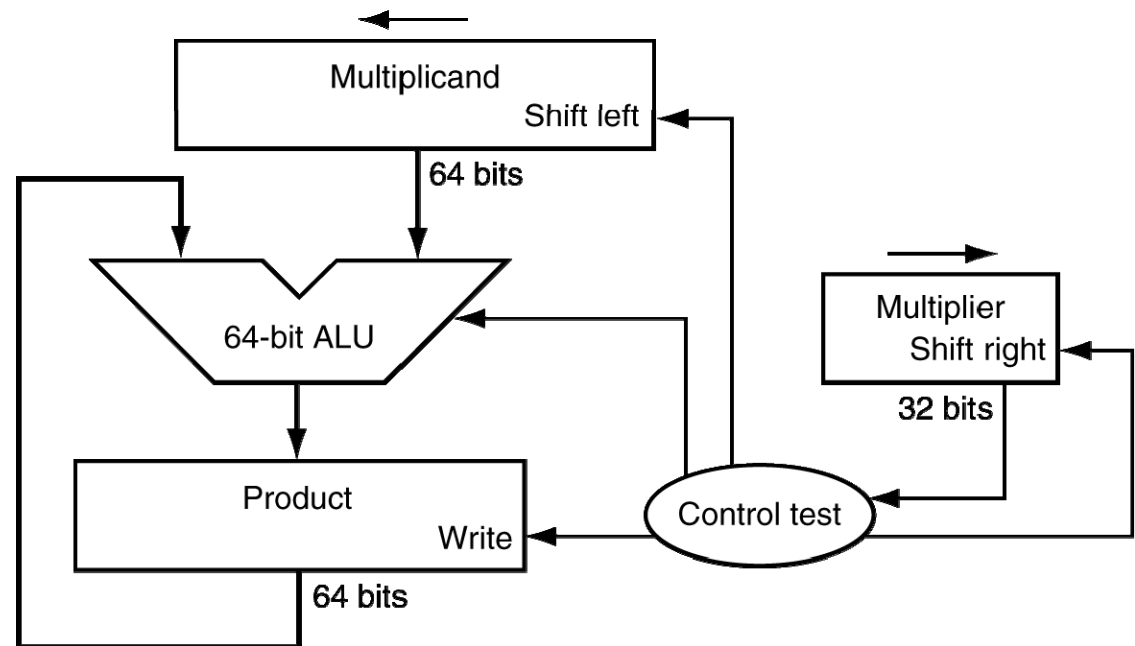 Multiplicand
Shift left
64 bits
64-bit ALU
Multiplier
Shift right
32 bits
Product
Write
Control test
64 bits